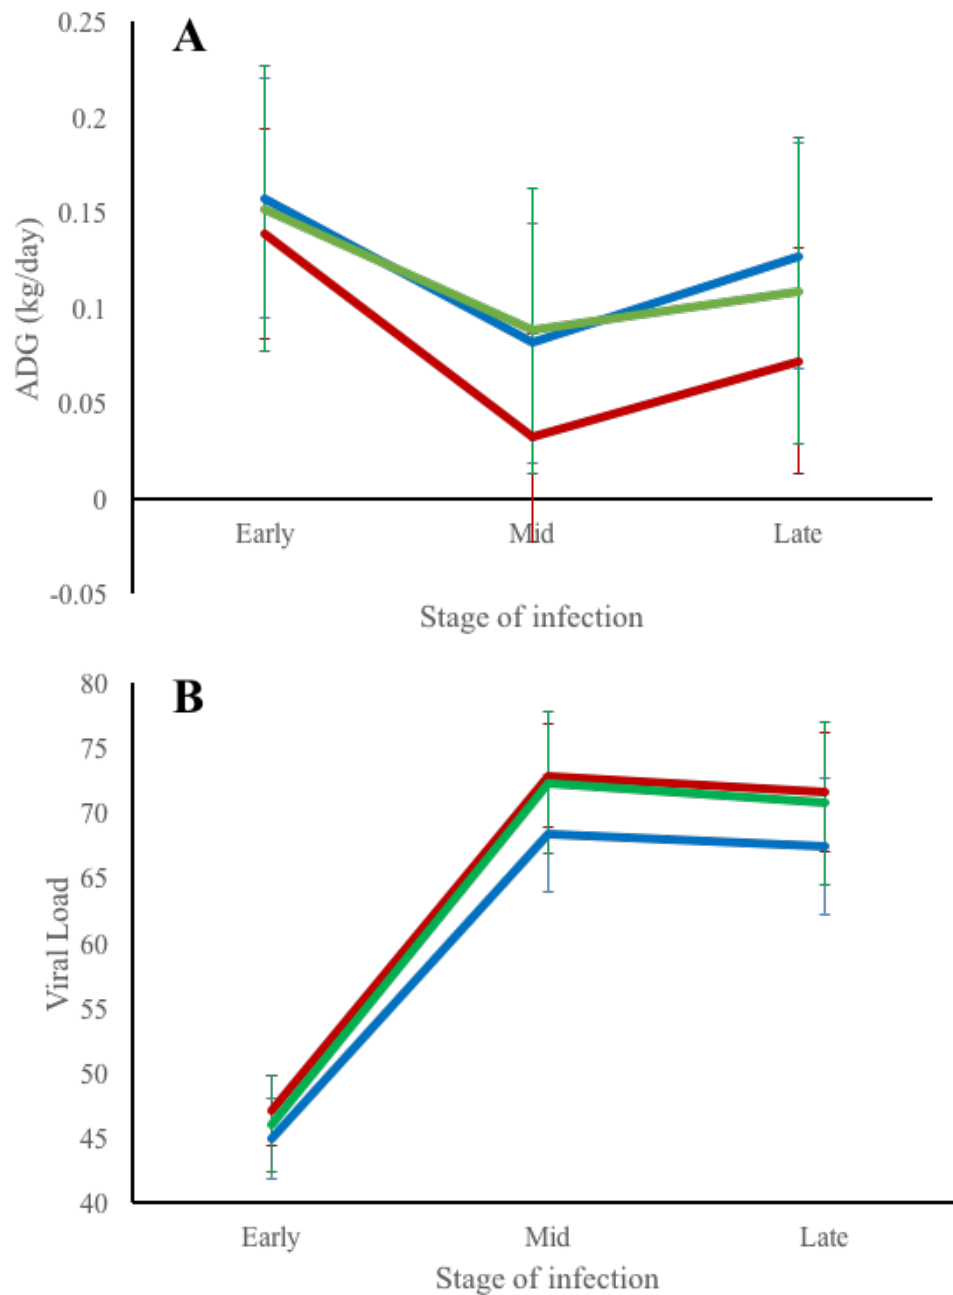 A
0.25
0.2
0.15
0.1
0.05
0
-0.05
ADG (kg/day)
Early Mid Late
Stage of infection
B
80
75
70
65
60
55
50
45
40
Viral Load
Early Mid Late
Stage of infection